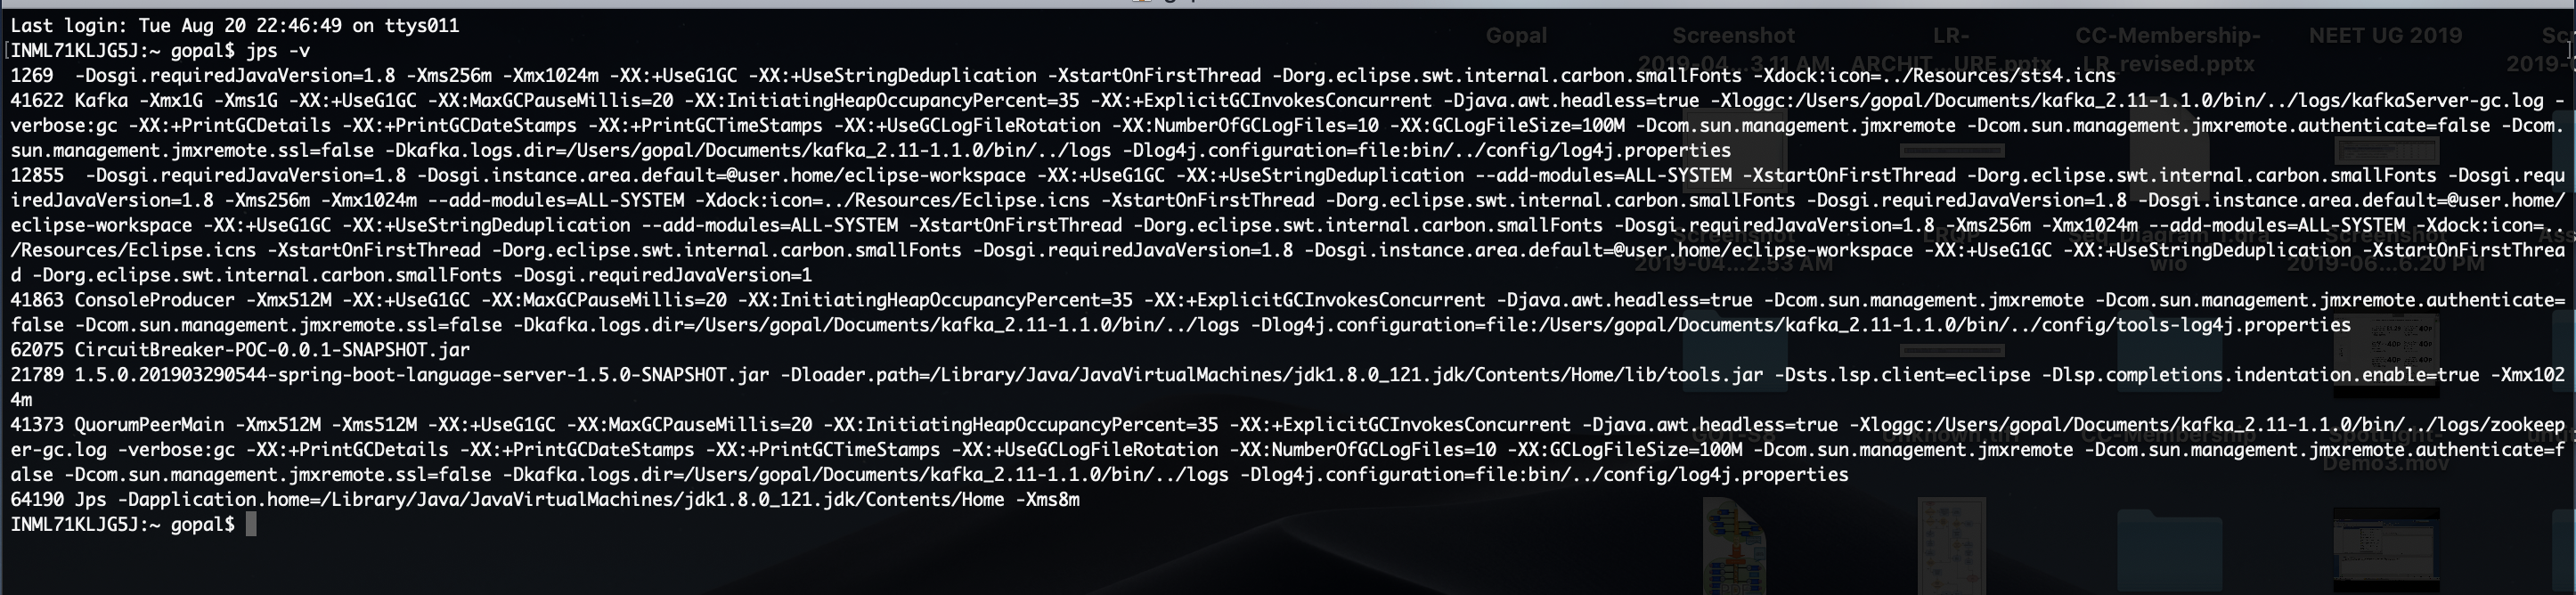 Last login: Tue Aug 20 22:46:49 on ttys011
[INML71KLJG5J:~ gopal$ jps -v
1269  -Dosgi.requiredJavaVersion=1.8 -Xms256m -Xmx1024m -XX:+UseG1GC -XX:+UseStringDeduplication -XstartOnFirstThread -Dorg.eclipse.swt.internal.carbon.smallFonts -Xdock:icon=../Resources/sts4.icns
41622 Kafka -Xmx1G -Xms1G -XX:+UseG1GC -XX:MaxGCPauseMillis=20 -XX:InitiatingHeapOccupancyPercent=35 -XX:+ExplicitGCInvokesConcurrent -Djava.awt.headless=true -Xloggc:/Users/gopal/Documents/kafka_2.11-1.1.0/bin/../logs/kafkaServer-gc.log -
verbose:gc -XX:+PrintGCDetails -XX:+PrintGCDateStamps -XX:+PrintGCTimeStamps -XX:+UseGCLogFileRotation -XX:NumberOfGCLogFiles=10 -XX:GCLogFileSize=100M -Dcom.sun.management.jmxremote -Dcom.sun.management.jmxremote.authenticate=false -Dcom.
sun.management.jmxremote.ssl=false -Dkafka.logs.dir=/Users/gopal/Documents/kafka_2.11-1.1.0/bin/../logs -Dlog4j.configuration=file:bin/../config/log4j.properties
12855  -Dosgi.requiredJavaVersion=1.8 -Dosgi.instance.area.default=@user.home/eclipse-workspace -XX:+UseG1GC -XX:+UseStringDeduplication --add-modules=ALL-SYSTEM -XstartOnFirstThread -Dorg.eclipse.swt.internal.carbon.smallFonts -Dosgi.requ
iredJavaVersion=1.8 -Xms256m -Xmx1024m --add-modules=ALL-SYSTEM -Xdock:icon=../Resources/Eclipse.icns -XstartOnFirstThread -Dorg.eclipse.swt.internal.carbon.smallFonts -Dosgi.requiredJavaVersion=1.8 -Dosgi.instance.area.default=@user.home/
eclipse-workspace -XX:+UseG1GC -XX:+UseStringDeduplication --add-modules=ALL-SYSTEM -XstartOnFirstThread -Dorg.eclipse.swt.internal.carbon.smallFonts -Dosgi.requiredJavaVersion=1.8 -Xms256m -Xmx1024m --add-modules=ALL-SYSTEM -Xdock:icon=..
/Resources/Eclipse.icns -XstartOnFirstThread -Dorg.eclipse.swt.internal.carbon.smallFonts -Dosgi.requiredJavaVersion=1.8 -Dosgi.instance.area.default=@user.home/eclipse-workspace -XX:+UseG1GC -XX:+UseStringDeduplication -XstartOnFirstThrea
d -Dorg.eclipse.swt.internal.carbon.smallFonts -Dosgi.requiredJavaVersion=1
41863 ConsoleProducer -Xmx512M -XX:+UseG1GC -XX:MaxGCPauseMillis=20 -XX:InitiatingHeapOccupancyPercent=35 -XX:+ExplicitGCInvokesConcurrent -Djava.awt.headless=true -Dcom.sun.management.jmxremote -Dcom.sun.management.jmxremote.authenticate=
false -Dcom.sun.management.jmxremote.ssl=false -Dkafka.logs.dir=/Users/gopal/Documents/kafka_2.11-1.1.0/bin/../logs -Dlog4j.configuration=file:/Users/gopal/Documents/kafka_2.11-1.1.0/bin/../config/tools-log4j.properties
62075 CircuitBreaker-POC-0.0.1-SNAPSHOT.jar
21789 1.5.0.201903290544-spring-boot-language-server-1.5.0-SNAPSHOT.jar -Dloader.path=/Library/Java/JavaVirtualMachines/jdk1.8.0_121.jdk/Contents/Home/lib/tools.jar -Dsts.lsp.client=eclipse -Dlsp.completions.indentation.enable=true -Xmx102
4m
41373 QuorumPeerMain -Xmx512M -Xms512M -XX:+UseG1GC -XX:MaxGCPauseMillis=20 -XX:InitiatingHeapOccupancyPercent=35 -XX:+ExplicitGCInvokesConcurrent -Djava.awt.headless=true -Xloggc:/Users/gopal/Documents/kafka_2.11-1.1.0/bin/../logs/zookeep
er-gc.log -verbose:gc -XX:+PrintGCDetails -XX:+PrintGCDateStamps -XX:+PrintGCTimeStamps -XX:+UseGCLogFileRotation -XX:NumberOfGCLogFiles=10 -XX:GCLogFileSize=100M -Dcom.sun.management.jmxremote -Dcom.sun.management.jmxremote.authenticate=f
alse -Dcom.sun.management.jmxremote.ssl=false -Dkafka.logs.dir=/Users/gopal/Documents/kafka_2.11-1.1.0/bin/../logs -Dlog4j.configuration=file:bin/../config/log4j.properties
64190 Jps -Dapplication.home=/Library/Java/JavaVirtualMachines/jdk1.8.0_121.jdk/Contents/Home -Xms8m
INML71KLJG5J:~ gopal$
Gopal
Screenshot
LR-
CC-Membership-
NEET UG 2019
LR_revised.pptx
CC-Membership
Demo3.mov